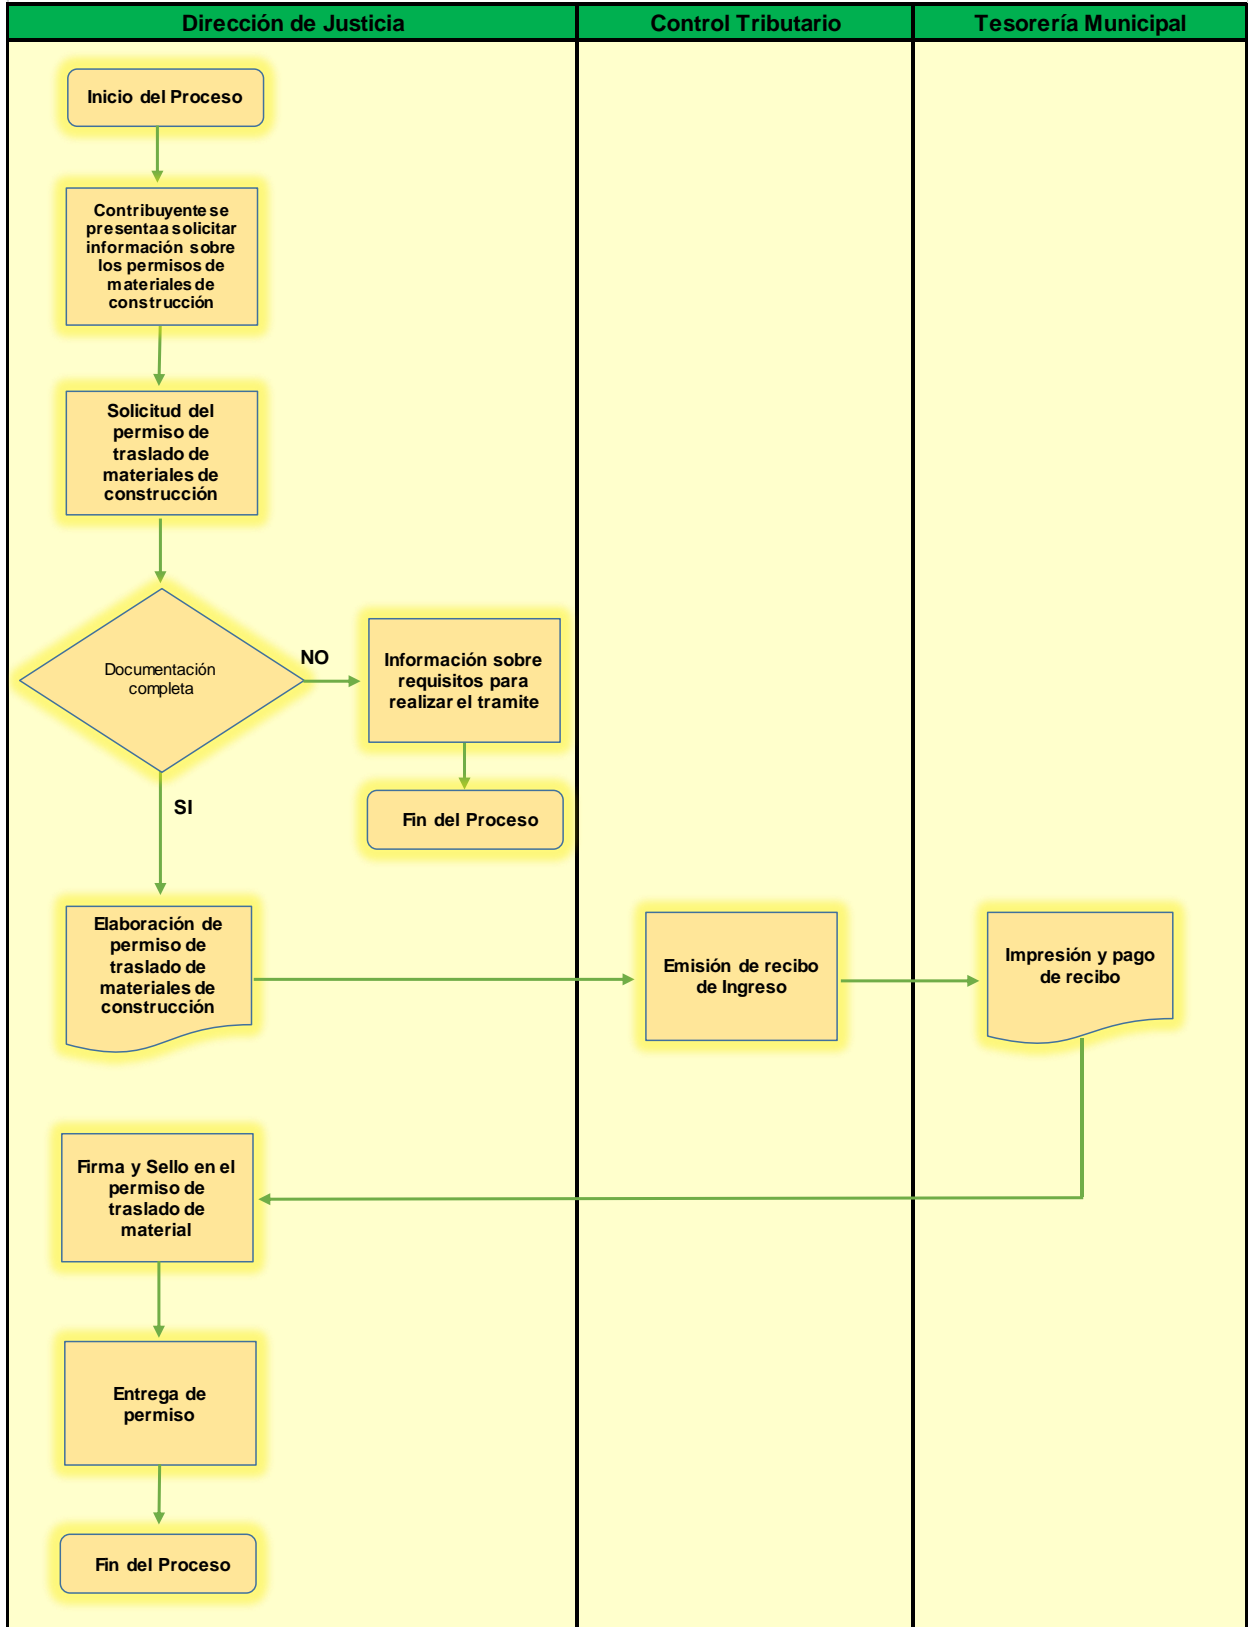 Dirección de Justicia
Control Tributario
Tesorería Municipal
Inicio del Proceso
Contribuyente se
presenta a solicitar
información sobre
los permisos de
materiales de
construcción
Solicitud del
permiso de
traslado de
materiales de
construcción
Documentación
completa
NO
Información sobre
requisitos para
realizar el tramite
Fin del Proceso
SI
Elaboración de
permiso de
traslado de
materiales de
construcción
Emisión de recibo
de Ingreso
Impresión y pago
de recibo
Firma y Sello en el
permiso de
traslado de
material
Entrega de
permiso
Fin del Proceso